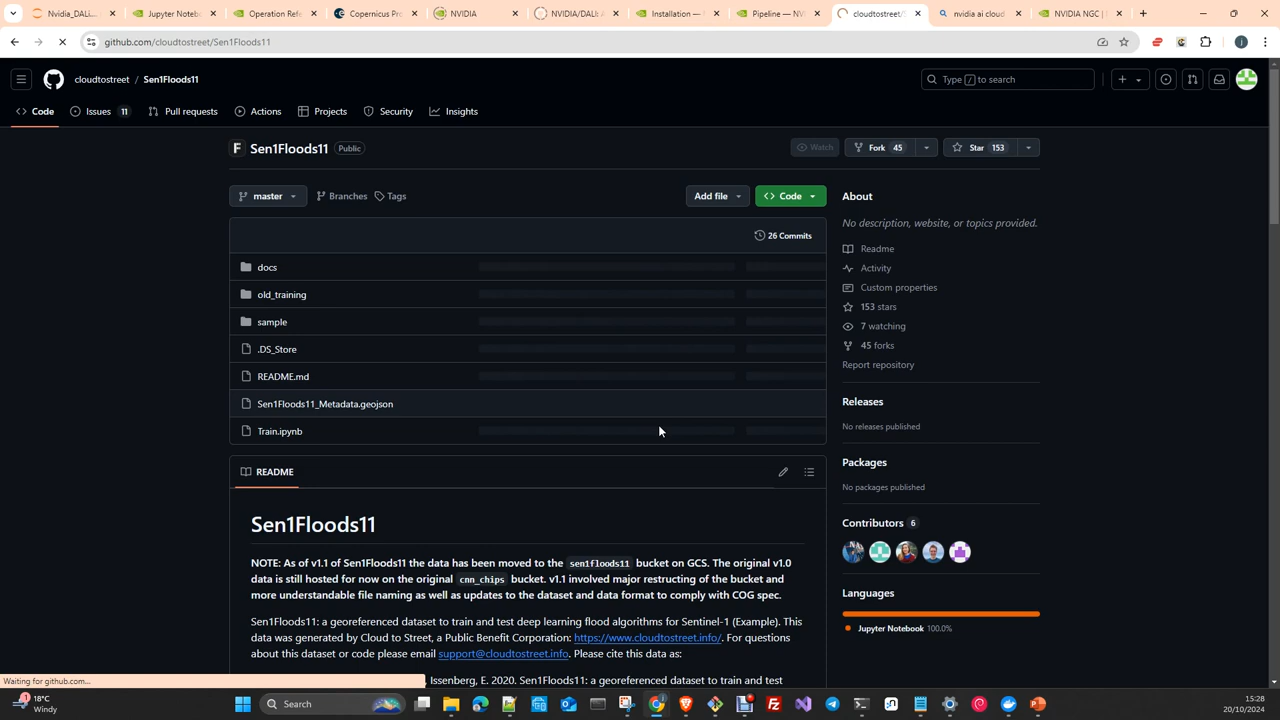 Nvidia_DALi...
Jupyter Noteb
Operation Refe
Copernicus Pro
NVIDIA
NVIDIA/DALI: A
Installation —
Pipeline — NV
cloudtostreet/S
nvidia ai cloud
NVIDIA NGC |
github.com/cloudtostreet/Sen1Floods11
cloudtostreet / Sen1Floods11
Type / to search
Code
Issues 11
Pull requests
Actions
Projects
Security
Insights
F Sen1Floods11 Public
Watch
Fork 45
Star 153
master
Branches
Tags
Add file
Code
26 Commits
docs
old_training
sample
.DS_Store
README.md
Sen1Floods11_Metadata.geojson
Train.ipynb
README
Sen1Floods11
NOTE: As of v1.1 of Sen1Floods11 the data has been moved to the sen1floods11 bucket on GCS. The original v1.0
data is still hosted for now on the original cnn_chips bucket. v1.1 involved major restructing of the bucket and
more understandable file naming as well as updates to the dataset and data format to comply with COG spec.
Sen1Floods11: a georeferenced dataset to train and test deep learning flood algorithms for Sentinel-1 (Example). This
data was generated by Cloud to Street, a Public Benefit Corporation: https://www.cloudtostreet.info/. For questions
about this dataset or code please email support@cloudtostreet.info. Please cite this data as:
Issenberg, E. 2020. Sen1Floods11: a georeferenced dataset to train and test
About
No description, website, or topics provided.
Readme
Activity
Custom properties
153 stars
7 watching
45 forks
Report repository
Releases
No releases published
Packages
No packages published
Contributors 6
Languages
Jupyter Notebook 100.0%
Waiting for github.com...
18°C
Windy
Search
15:28
20/10/2024